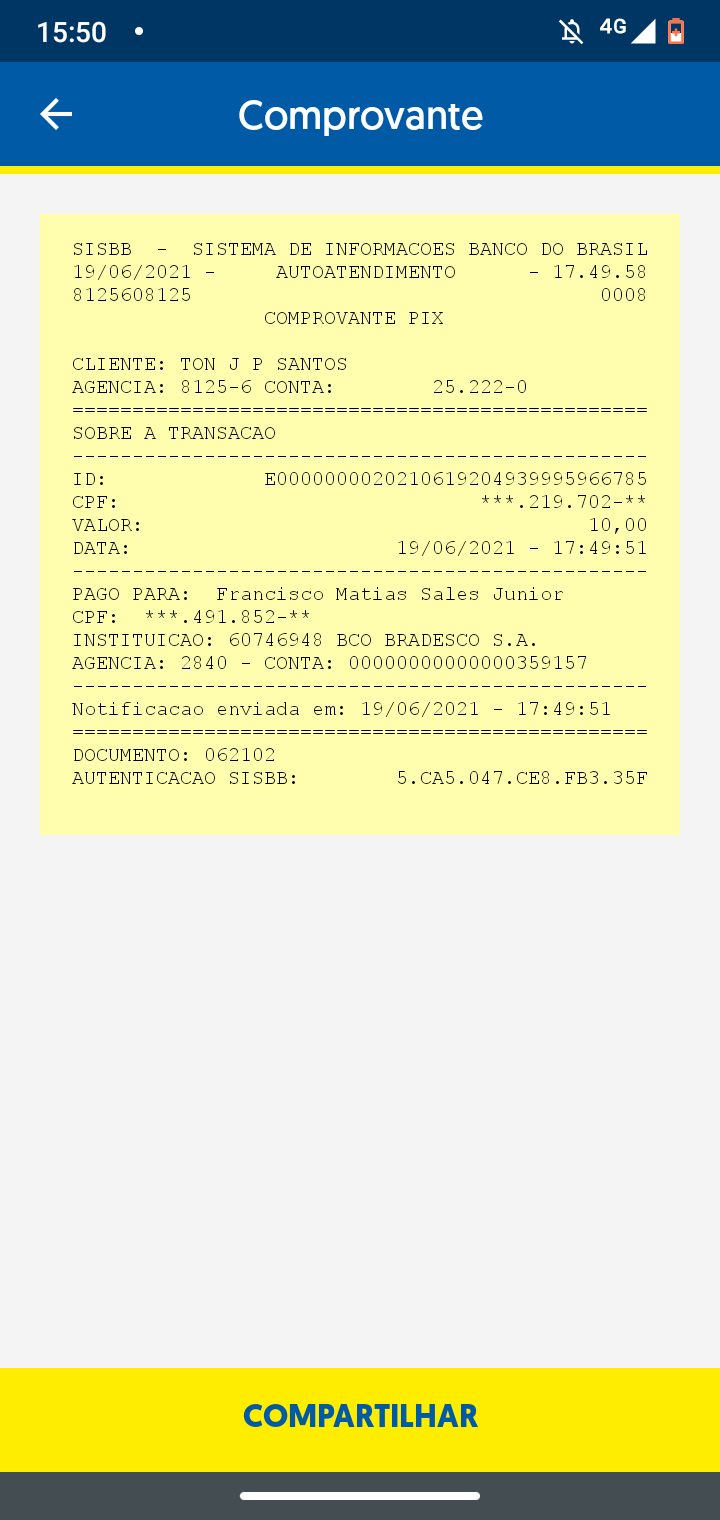 15:50
4G
Comprovante
SISBB - SISTEMA DE INFORMACOES BANCO DO BRASIL
19/06/2021 - AUTOATENDIMENTO - 17.49.58
8125608125 0008
COMPROVANTE PIX
CLIENTE: TON J P SANTOS
AGENCIA: 8125-6 CONTA: 25.222-0
================================================
SOBRE A TRANSACAO
------------------------------------------------
ID: E0000000020210619204939995966785
CPF: ***.219.702-**
VALOR: 10,00
DATA: 19/06/2021 - 17:49:51
------------------------------------------------
PAGO PARA: Francisco Matias Sales Junior
CPF: ***.491.852-**
INSTITUICAO: 60746948 BCO BRADESCO S.A.
AGENCIA: 2840 - CONTA: 00000000000000359157
------------------------------------------------
Notificacao enviada em: 19/06/2021 - 17:49:51
================================================
DOCUMENTO: 062102
AUTENTICACAO SISBB: 5.CA5.047.CE8.FB3.35F
COMPARTILHAR